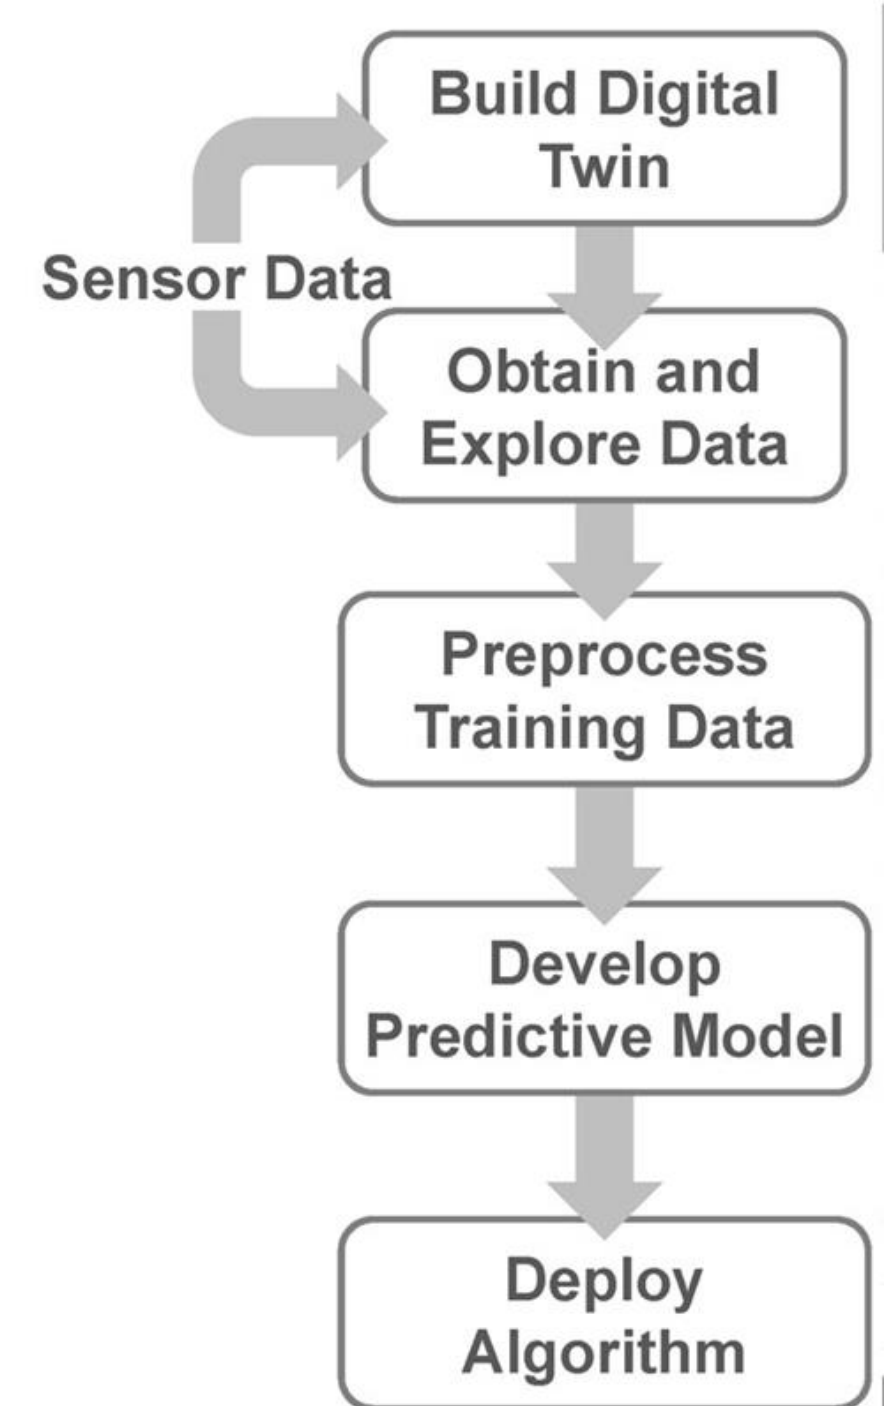 Build Digital
Twin
Sensor Data
Obtain and
Explore Data
Preprocess
Training Data
Develop
Predictive Model
Deploy
Algorithm